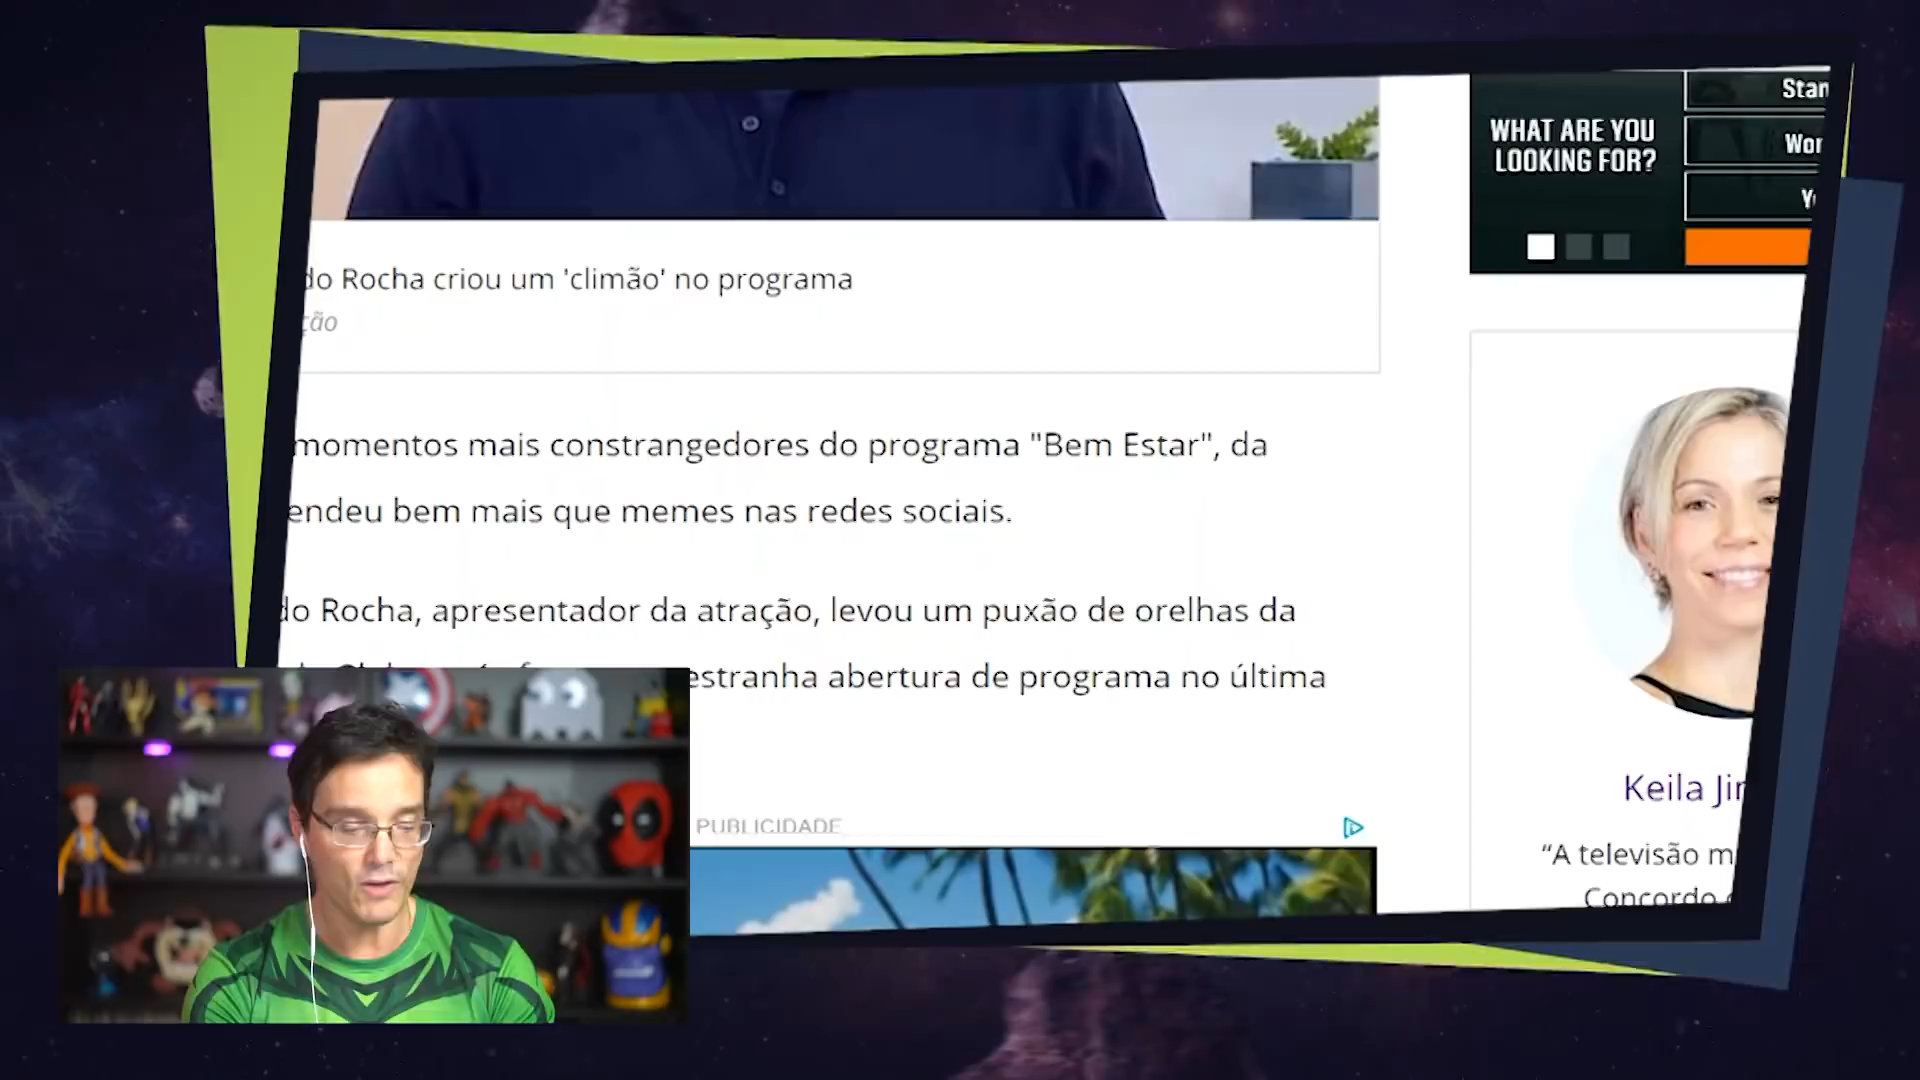 do Rocha criou um 'climão' no programa
ção
momentos mais constrangedores do programa "Bem Estar", da
endeu bem mais que memes nas redes sociais.
do Rocha, apresentador da atração, levou um puxão de orelhas da
estranha abertura de programa no última
PUBLICIDADE
WHAT ARE YOU
LOOKING FOR?
Stan
Wor
Keila Jim
“A televisão m
Concordo